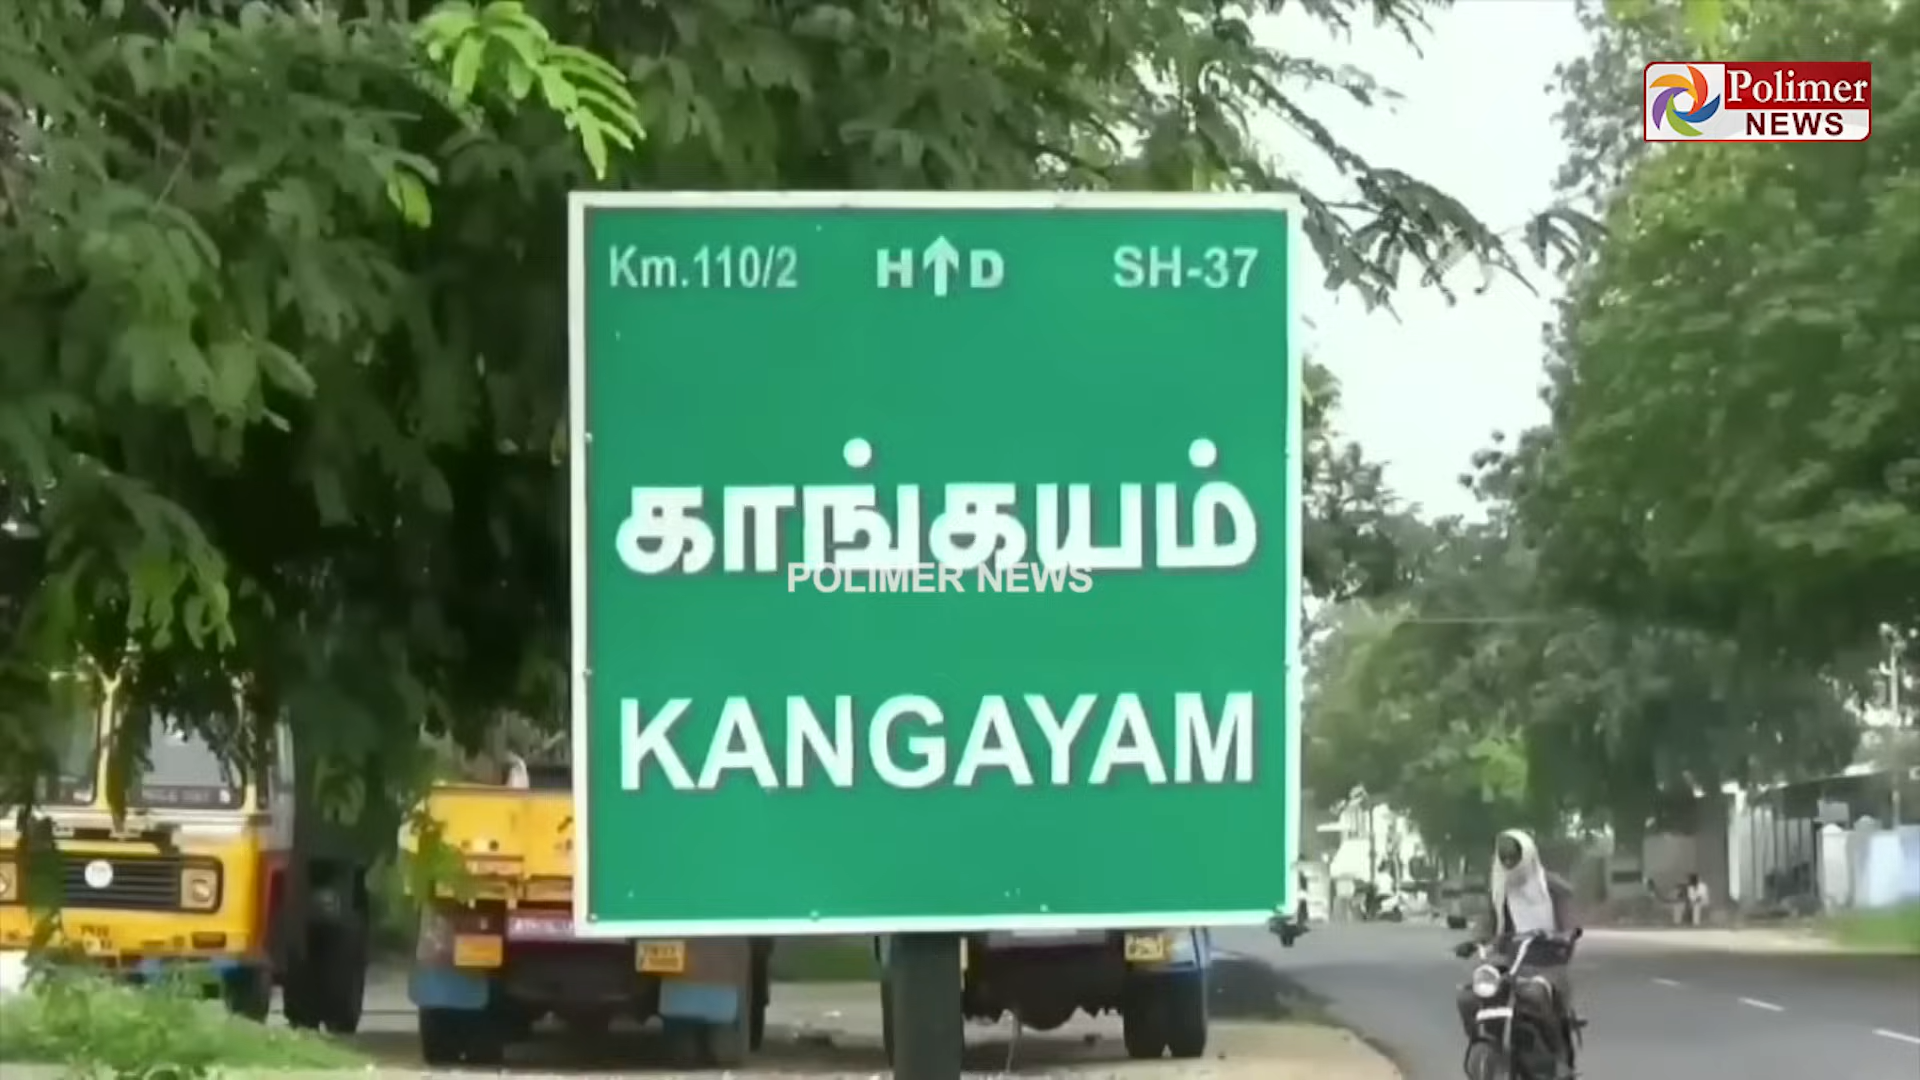 Polimer
NEWS
Km.110/2 H↑D SH-37
காங்கயம்
POLIMER NEWS
KANGAYAM